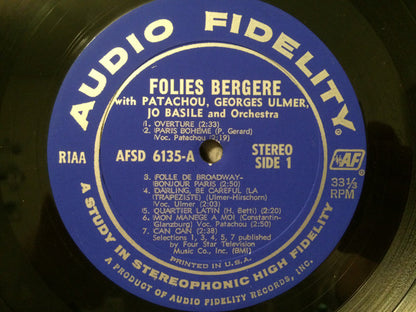 AUDIO FIDELITY
FOLIES BERGERE
with PATACHOU, GEORGES ULMER,
JO BASILE and Orchestra
1. OVERTURE (2:33)
2. PARIS BOHEME (P. Gerard)
Voc. Patachou (2:19)
RIAA AFSD 6135-A STEREO
SIDE 1
AF
33⅓
RPM
3. FOLLE DE BROADWAY-
BONJOUR PARIS (2:50)
4. DARLING, BE CAREFUL (LA
TRAPEZISTE) (Ulmer-Hirschorn)
Voc. Ulmer (2:03)
5. QUARTIER LATIN (H. Betti) (2:20)
6. MON MANEGE A MOI (Constantin-
Glanzburg) Voc. Patachou (2:50)
7. CAN CAN (2:38)
Selections 1, 3, 4, 5, 7 published
by Four Star Television
Music Co., Inc. (BMI)
PRINTED IN U.S.A.
A STUDY IN STEREOPHONIC HIGH FIDELITY
A PRODUCT OF AUDIO FIDELITY RECORDS, INC.